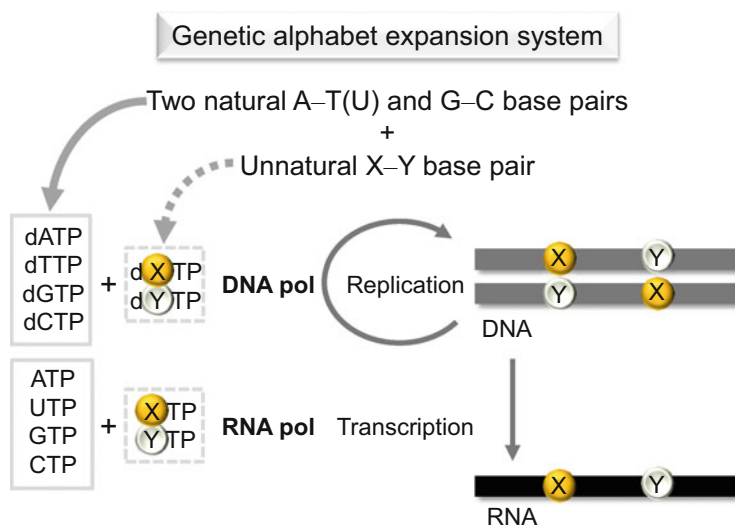 Genetic alphabet expansion system
Two natural A–T(U) and G–C base pairs
+
Unnatural X–Y base pair
dATP
dTTP
dGTP
dCTP
+
dXTP
dYTP
DNA pol
Replication
X Y
Y X
DNA
ATP
UTP
GTP
CTP
+
XTP
YTP
RNA pol
Transcription
X Y
RNA